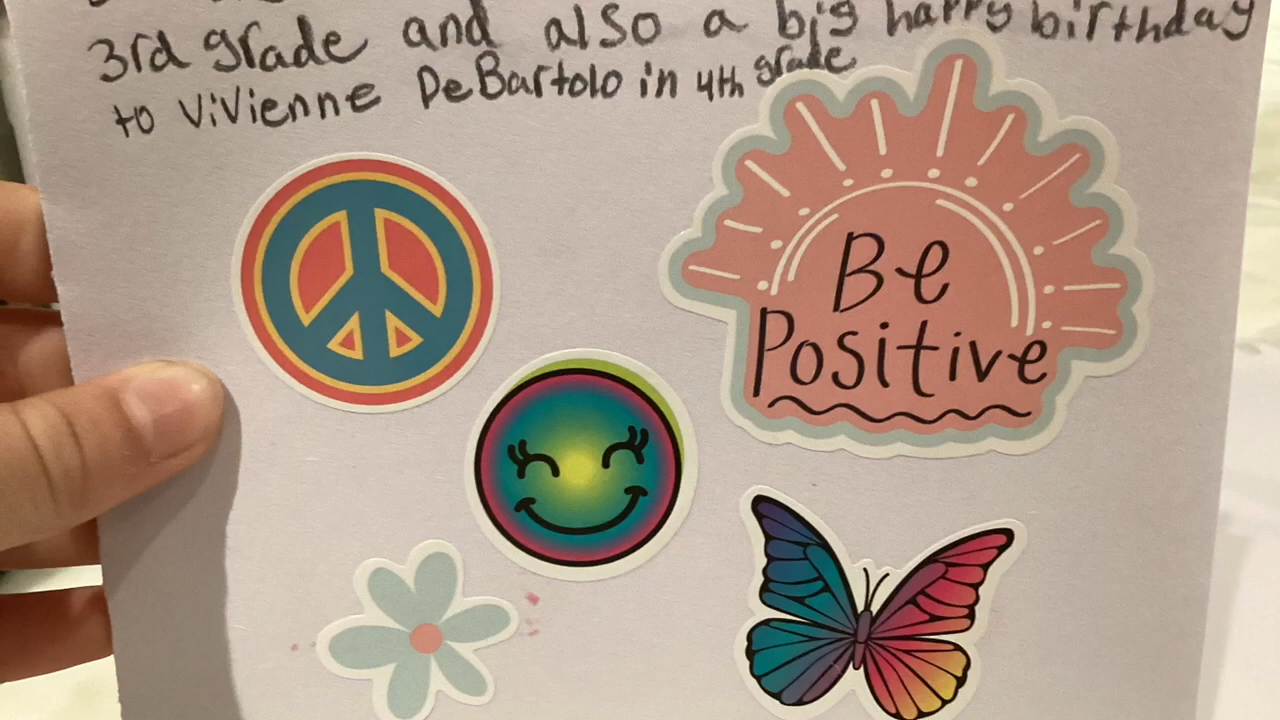 3rd grade and also a big happy birthday
to Vivienne DeBartolo in 4th grade
Be
Positive